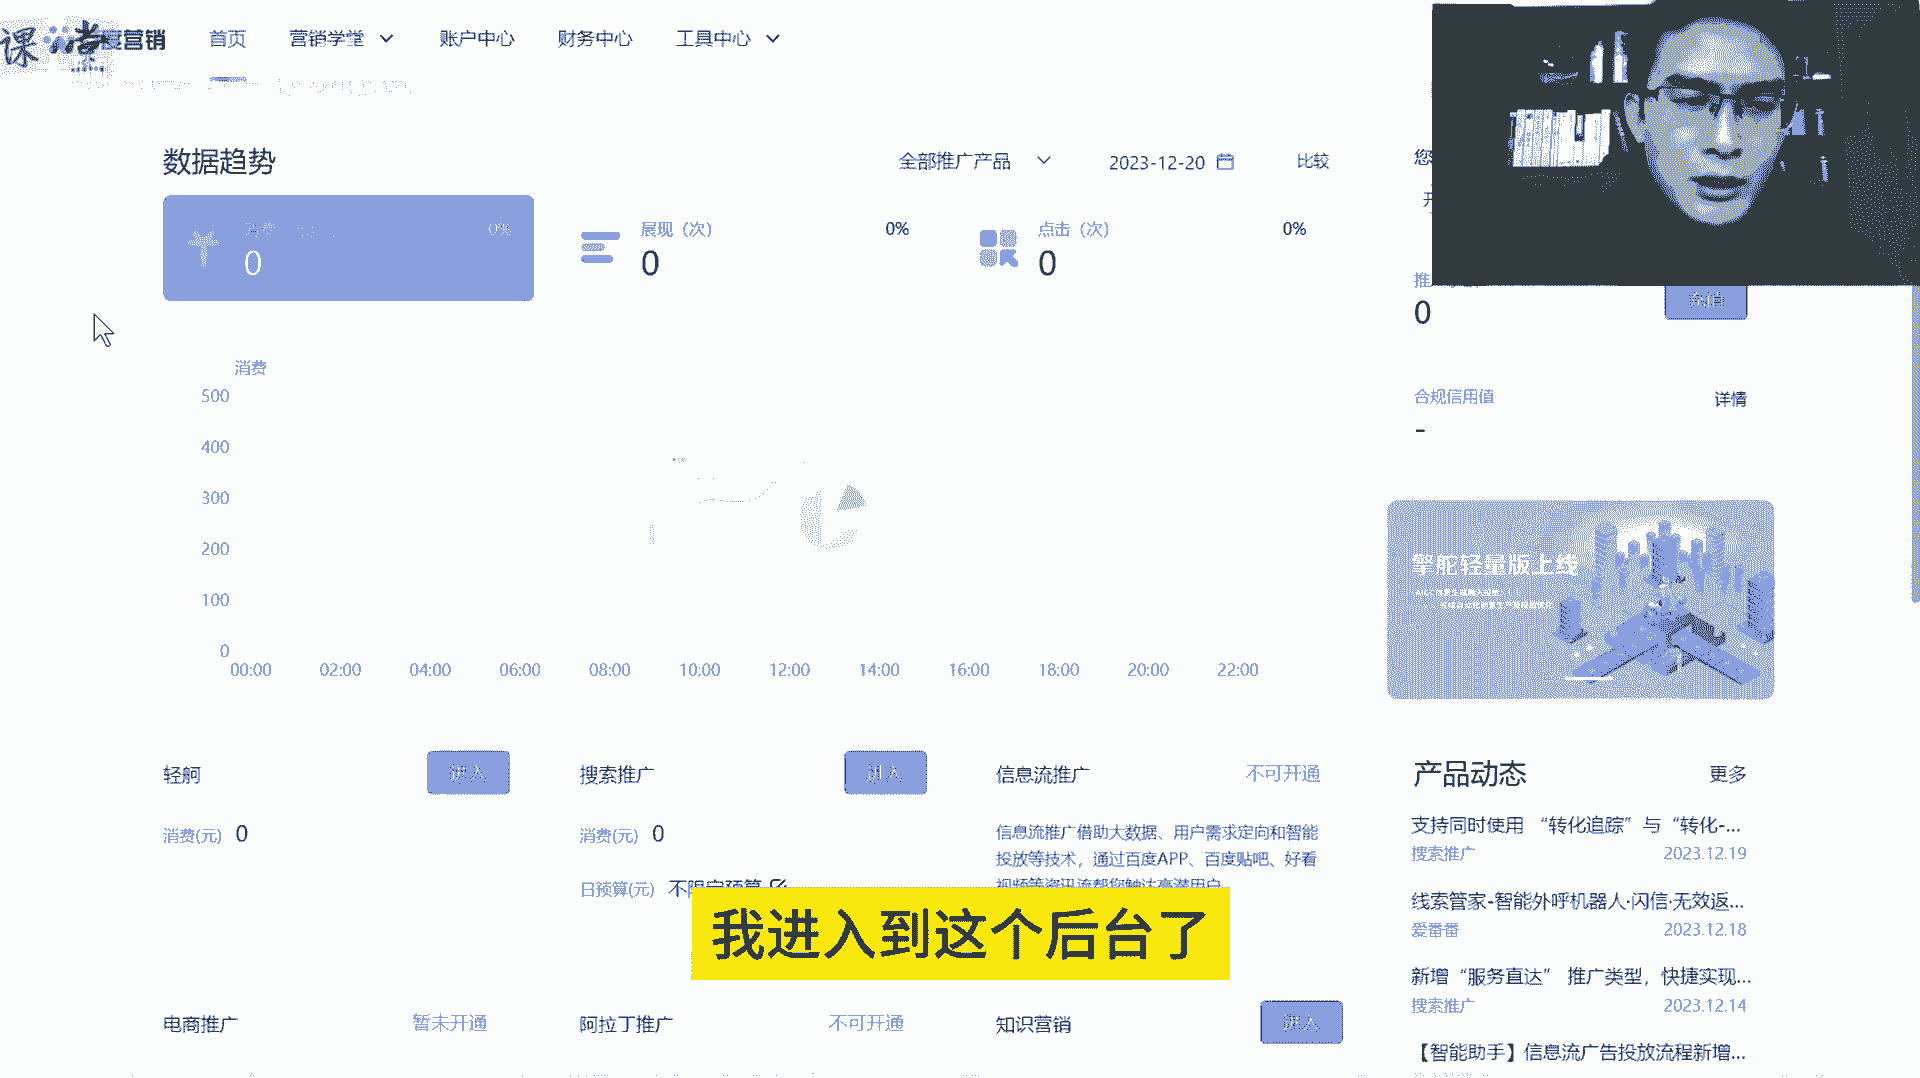 课堂
度营销 首页 营销学堂 账户中心 财务中心 工具中心
数据趋势 全部推广产品 2023-12-20 比较
0% 展现（次） 0% 点击（次） 0%
0 0 0
0
充值
消费
500
400
300
200
100
0
00:00 02:00 04:00 06:00 08:00 10:00 12:00 14:00 16:00 18:00 20:00 22:00
合规信用值 详情
-
擎舵轻量版上线
轻舸 进入 搜索推广 进入 信息流推广 不可开通
消费(元) 0 消费(元) 0 信息流推广借助大数据、用户需求定向和智能
投放等技术，通过百度APP、百度贴吧、好看
视频等资讯流帮您触达高潜用户
日预算(元) 不限定预算
我进入到这个后台了
电商推广 暂未开通 阿拉丁推广 不可开通 知识营销 进入
产品动态 更多
支持同时使用 “转化追踪” 与 “转化-...
搜索推广 2023.12.19
线索管家-智能外呼机器人·闪信·无效返...
爱番番 2023.12.18
新增 “服务直达” 推广类型，快捷实现...
搜索推广 2023.12.14
【智能助手】信息流广告投放流程新增...